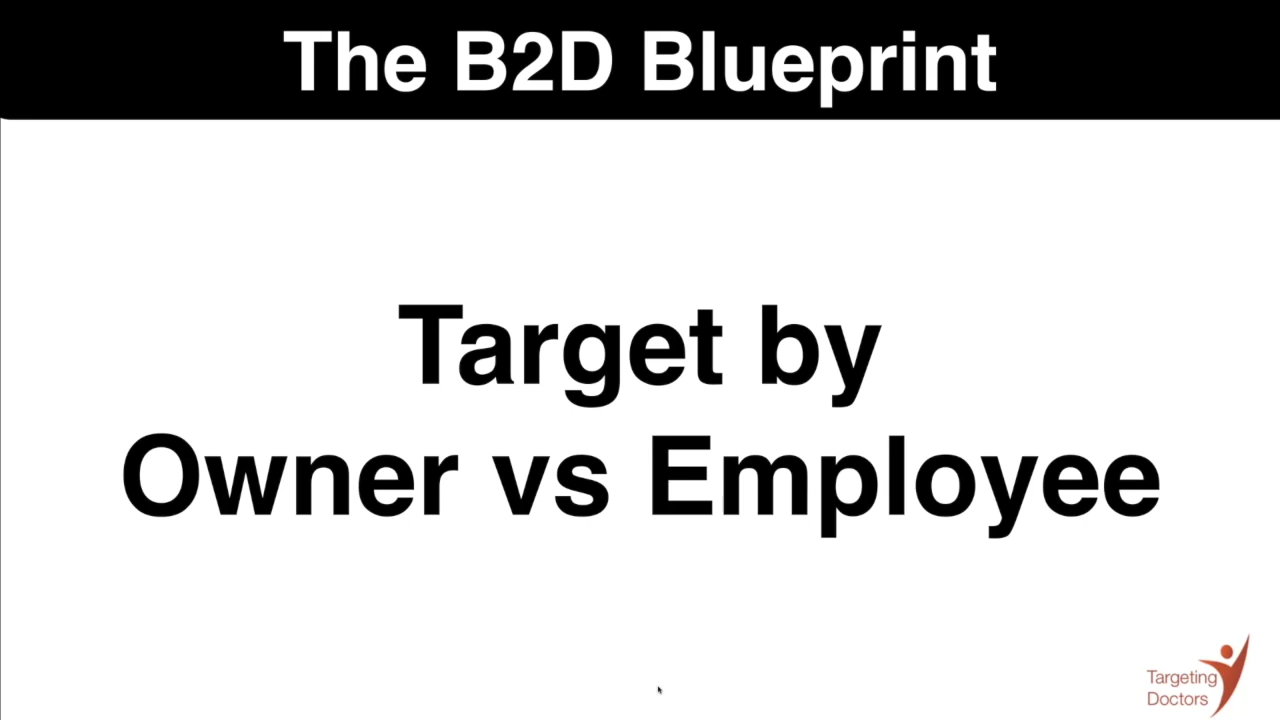 The B2D Blueprint
Target by
Owner vs Employee
Targeting
Doctors